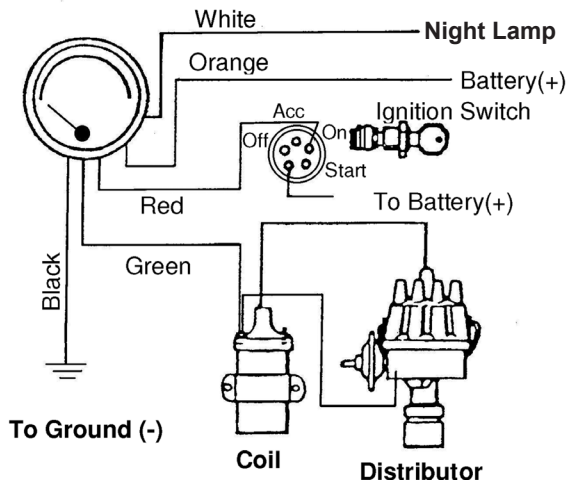 White
Night Lamp
Orange
Battery(+)
Acc
Ignition Switch
Off
On
Start
Red
To Battery(+)
Green
Black
To Ground (-)
Coil
Distributor